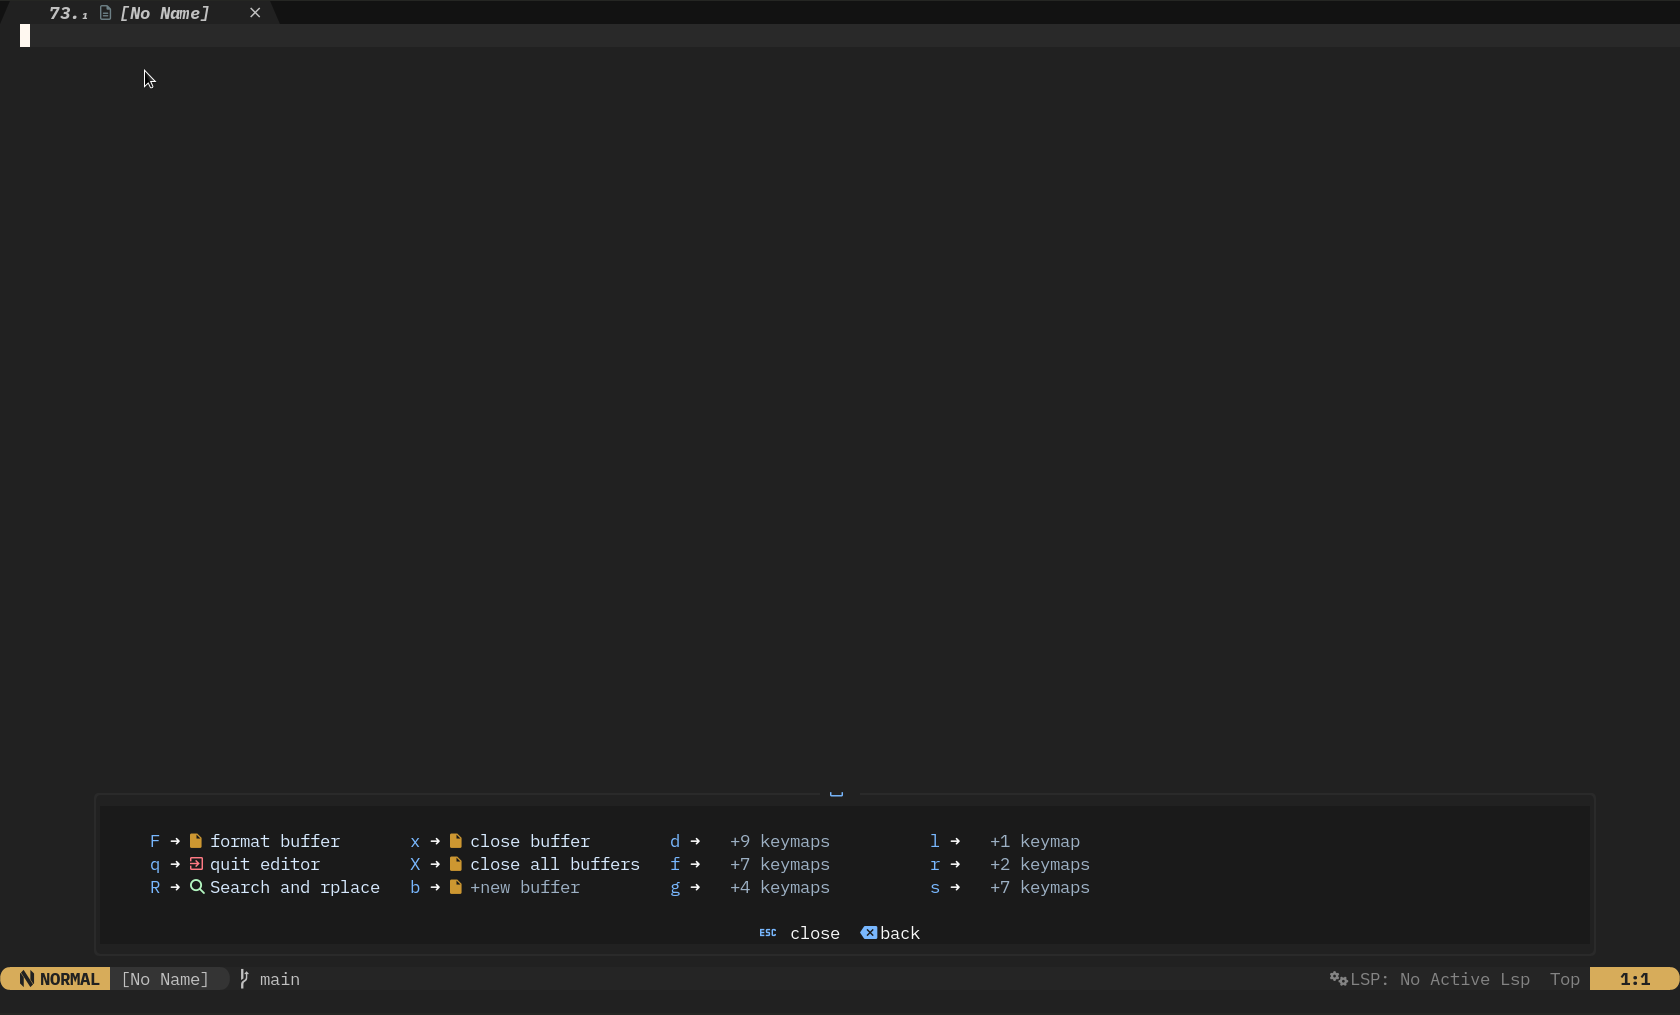 73.₁ [No Name] ×
F → format buffer x → close buffer d → +9 keymaps l → +1 keymap
q → quit editor X → close all buffers f → +7 keymaps r → +2 keymaps
R → Search and rplace b → +new buffer g → +4 keymaps s → +7 keymaps
ESC close back
NORMAL [No Name] main LSP: No Active Lsp Top 1:1